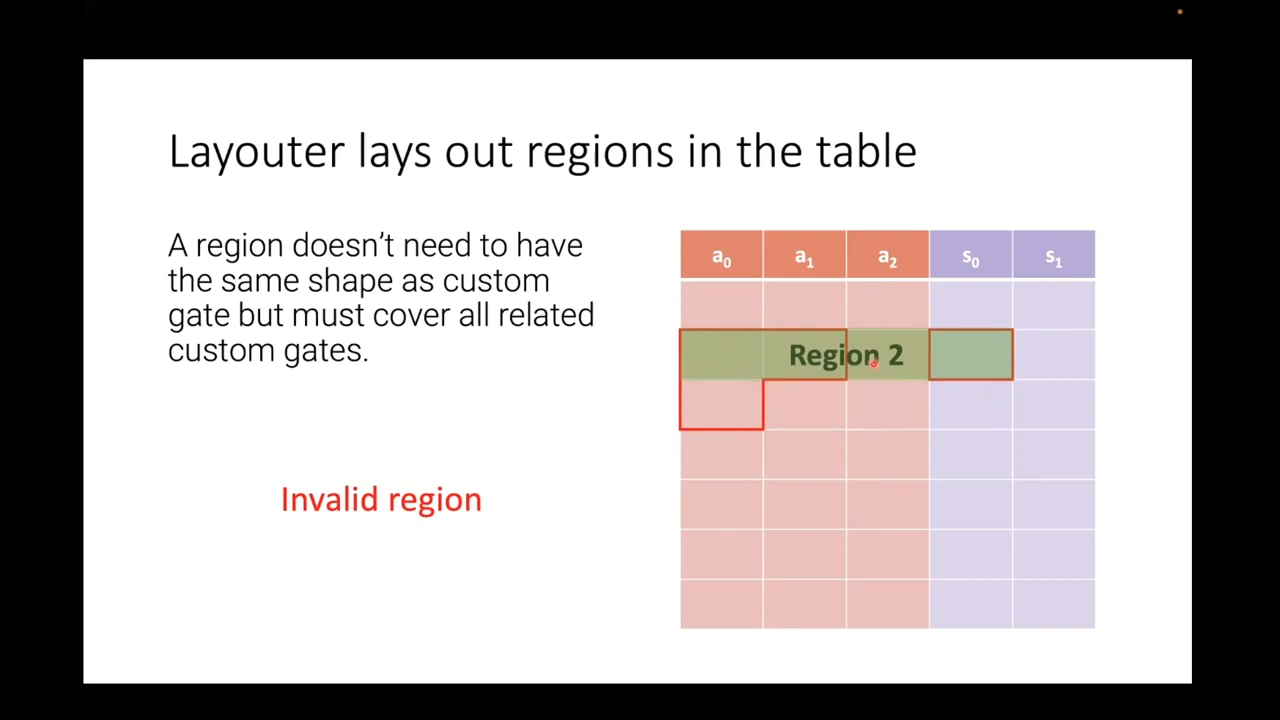 Layouter lays out regions in the table
A region doesn’t need to have
the same shape as custom
gate but must cover all related
custom gates.
Invalid region
a₀ a₁ a₂ s₀ s₁
Region 2